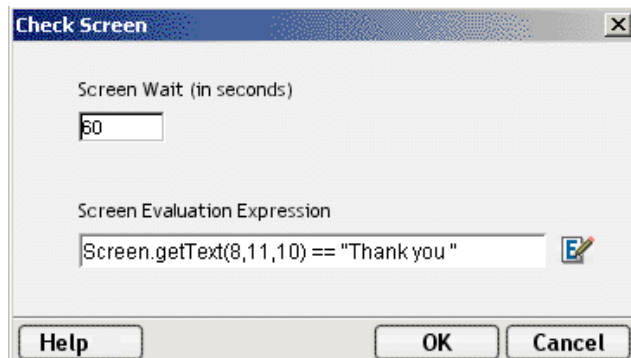 Check Screen
Screen Wait (in seconds)
60
Screen Evaluation Expression
Screen.getText(8,11,10) == "Thank you "
Help OK Cancel